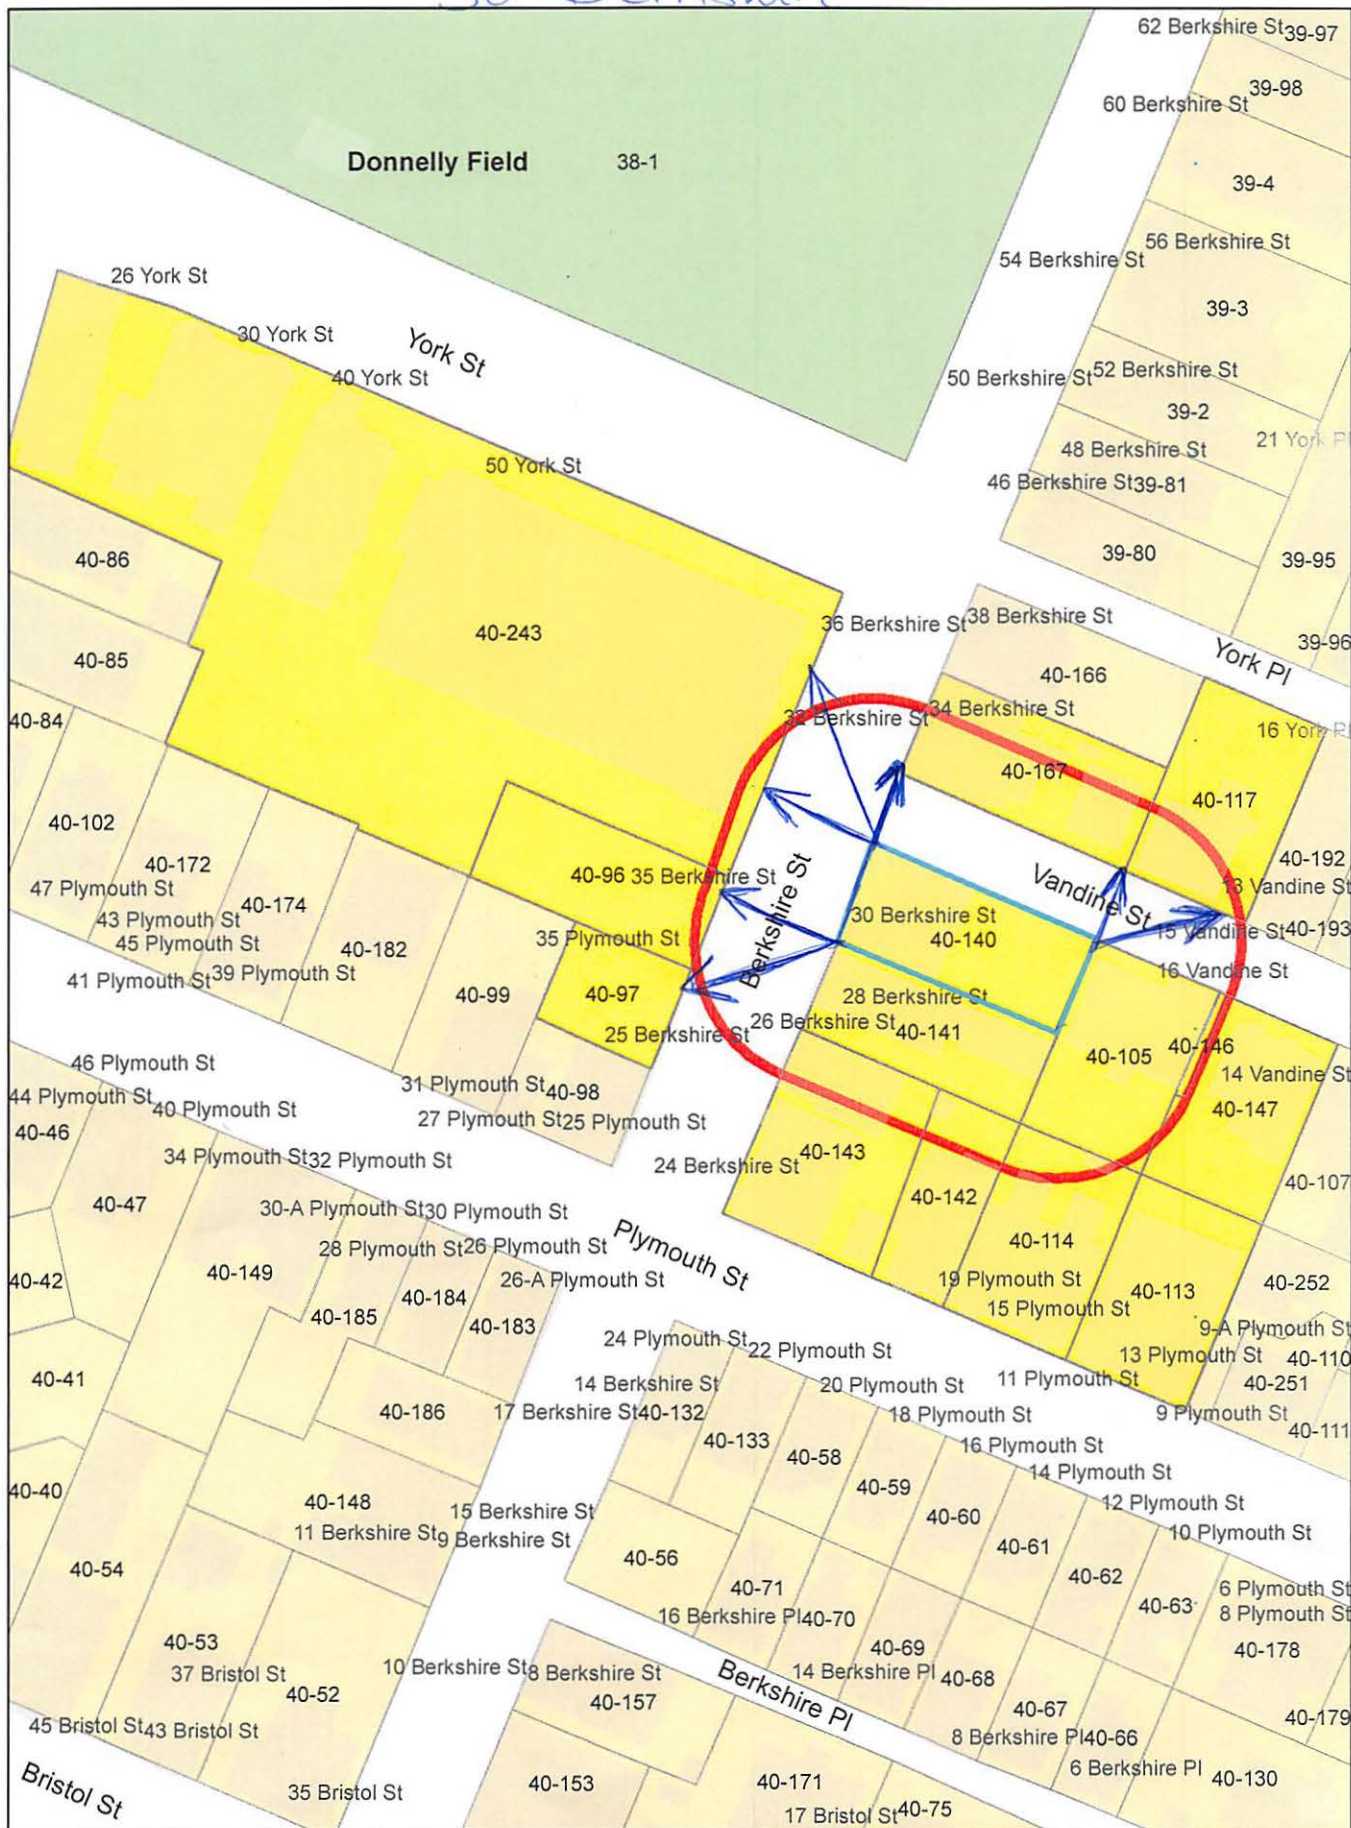 30 Berkshire
62 Berkshire St 39-97
39-98
60 Berkshire St
Donnelly Field 38-1
39-4
56 Berkshire St
54 Berkshire St
26 York St
39-3
30 York St
York St
40 York St
50 Berkshire St 52 Berkshire St
39-2
21 York Pl
48 Berkshire St
50 York St
46 Berkshire St 39-81
40-86
39-80
39-95
36 Berkshire St 38 Berkshire St
40-243
39-96
40-85
York Pl
40-166
40-84
32 Berkshire St 34 Berkshire St
16 York Pl
40-167
40-117
40-102
40-172
40-192
40-96 35 Berkshire St
Vandine St
47 Plymouth St
13 Vandine St
40-174
43 Plymouth St
Berkshire St
30 Berkshire St
45 Plymouth St
40-182
35 Plymouth St
40-140
15 Vandine St 40-193
41 Plymouth St 39 Plymouth St
16 Vandine St
40-99
40-97
28 Berkshire St
25 Berkshire St
26 Berkshire St 40-141
40-105
40-146
46 Plymouth St
14 Vandine St
31 Plymouth St 40-98
44 Plymouth St
40 Plymouth St
40-147
27 Plymouth St 25 Plymouth St
40-46
34 Plymouth St 32 Plymouth St
24 Berkshire St 40-143
40-107
40-142
40-47
30-A Plymouth St 30 Plymouth St
Plymouth St
28 Plymouth St 26 Plymouth St
40-114
40-42
40-149
26-A Plymouth St
19 Plymouth St
40-252
40-184
40-113
40-185
15 Plymouth St
40-183
9-A Plymouth St
24 Plymouth St 22 Plymouth St
13 Plymouth St 40-110
40-41
14 Berkshire St
20 Plymouth St
11 Plymouth St
40-251
40-186
17 Berkshire St 40-132
18 Plymouth St
9 Plymouth St
40-111
40-133
16 Plymouth St
40-58
14 Plymouth St
40-40
40-59
40-148
15 Berkshire St
12 Plymouth St
40-60
11 Berkshire St 9 Berkshire St
10 Plymouth St
40-61
40-56
40-54
40-62
40-71
6 Plymouth St
40-63
16 Berkshire Pl 40-70
8 Plymouth St
40-53
40-69
40-178
37 Bristol St
10 Berkshire St 8 Berkshire St
14 Berkshire Pl 40-68
40-52
Berkshire Pl
40-157
40-67
40-179
45 Bristol St 43 Bristol St
8 Berkshire Pl 40-66
6 Berkshire Pl
40-130
40-153
40-171
Bristol St
35 Bristol St
17 Bristol St 40-75